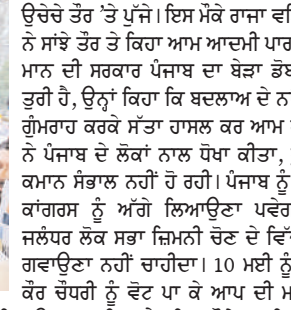 ਉਚੇਚੇ ਤੌਰ 'ਤੇ ਪੁੱਜੇ। ਇਸ ਮੌਕੇ ਰਾਜਾ
ਨੇ ਸਾਂਝੇ ਤੌਰ ਤੇ ਕਿਹਾ ਆਮ ਆਦਮੀ
ਮਾਨ ਦੀ ਸਰਕਾਰ ਪੰਜਾਬ ਦਾ ਬੇੜਾ
ਤੁਰੀ ਹੈ, ਉਨ੍ਹਾਂ ਕਿਹਾ ਕਿ ਬਦਲਾਅ ਦੇ
ਗੁੰਮਰਾਹ ਕਰਕੇ ਸੱਤਾ ਹਾਸਲ ਕਰ ਆਮ
ਨੇ ਪੰਜਾਬ ਦੇ ਲੋਕਾਂ ਨਾਲ ਧੋਖਾ ਕੀਤਾ,
ਕਮਾਨ ਸੰਭਾਲ ਨਹੀਂ ਹੋ ਰਹੀ। ਪੰਜਾਬ ਨੂੰ
ਕਾਂਗਰਸ ਨੂੰ ਅੱਗੇ ਲਿਆਉਣਾ ਪਵੇਗਾ
ਜਲੰਧਰ ਲੋਕ ਸਭਾ ਜ਼ਿਮਨੀ ਚੋਣ ਦੇ
ਗਵਾਉਣਾ ਨਹੀਂ ਚਾਹੀਦਾ। 10 ਮਈ ਨੂੰ
ਕੌਰ ਚੌਧਰੀ ਨੂੰ ਵੋਟ ਪਾ ਕੇ ਆਪ ਦੀ